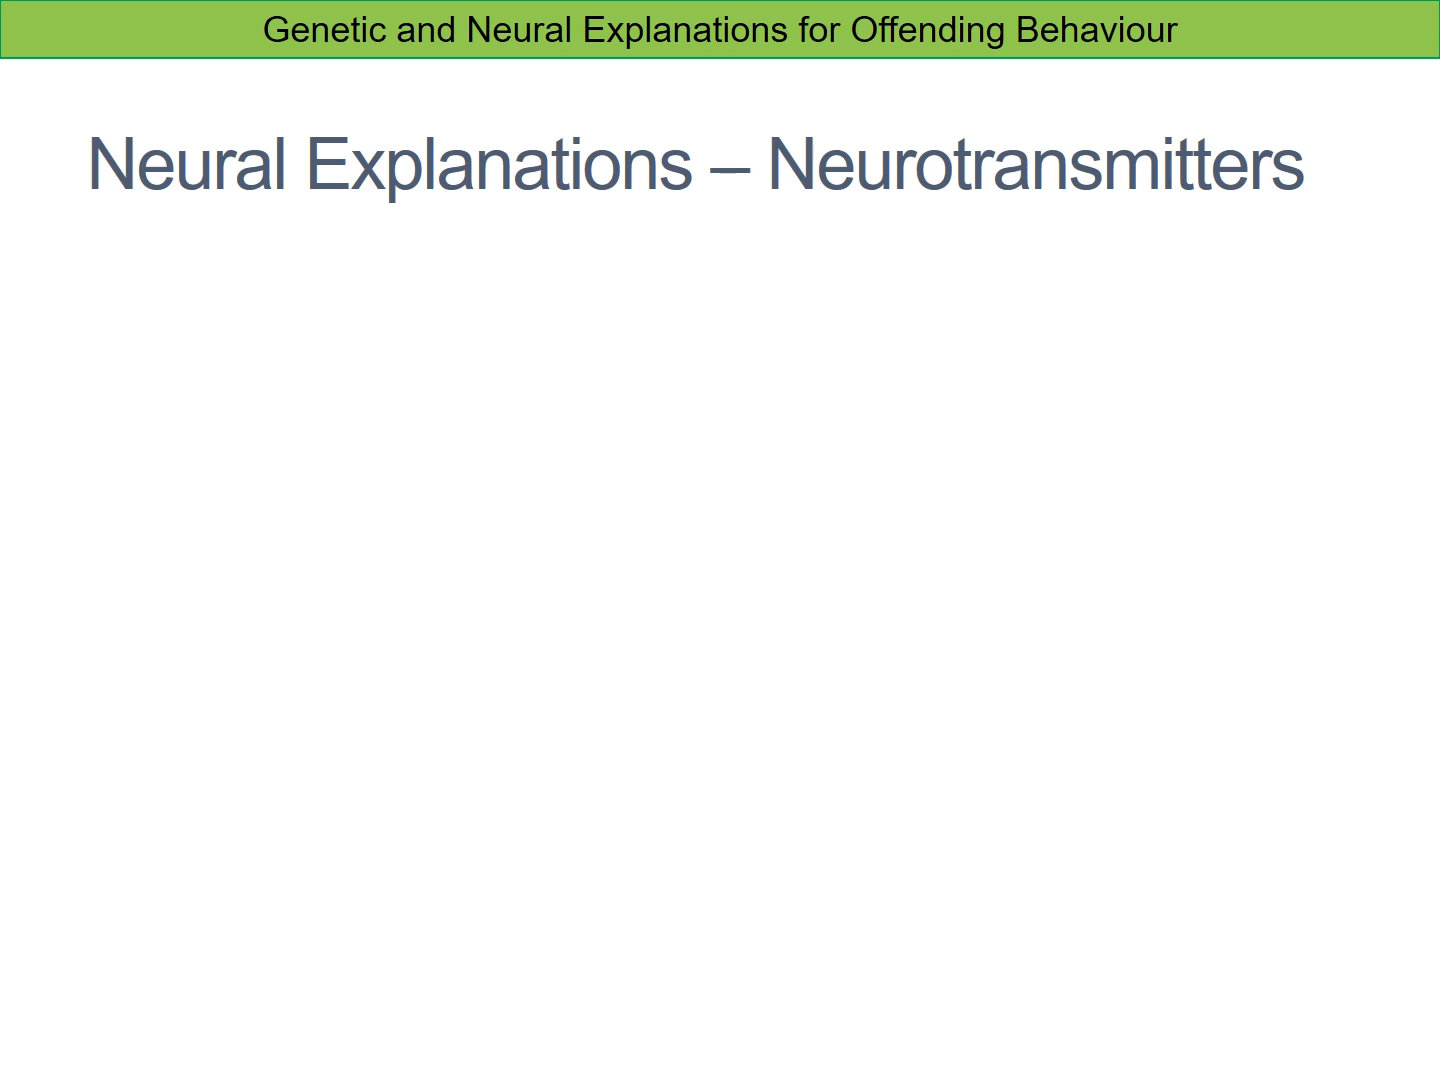 Genetic and Neural Explanations for Offending Behaviour
Neural Explanations – Neurotransmitters